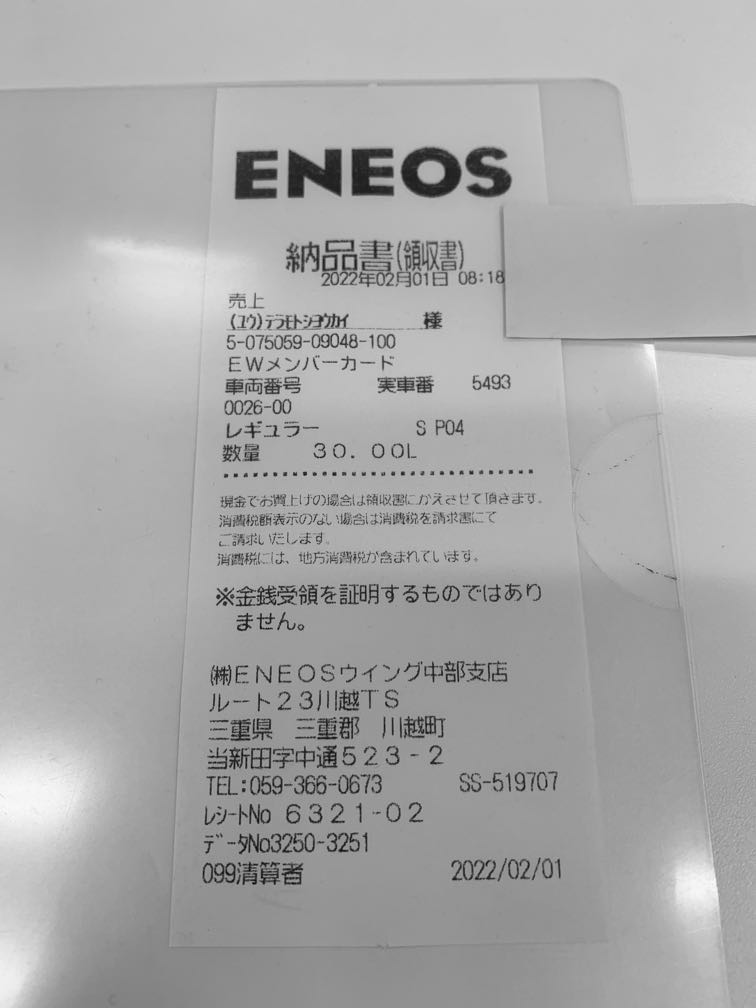 ENEOS
納品書(領収書)
2022年02月01日 08:18
売上
(ユウ)テラモトシヨウカイ 様
5-075059-09048-100
EWメンバーカード
車両番号 実車番 5493
0026-00
レギュラー S P04
数量 30.00L
現金でお買上げの場合は領収書にかえさせて頂きます。
消費税額表示のない場合は消費税を請求書にて
ご請求いたします。
消費税には、地方消費税が含まれています。
※金銭受領を証明するものではあり
ません。
㈱ENEOSウイング中部支店
ルート23川越TS
三重県 三重郡 川越町
当新田字中通523-2
TEL:059-366-0673 SS-519707
レシートNo 6321-02
データNo3250-3251
099清算者 2022/02/01